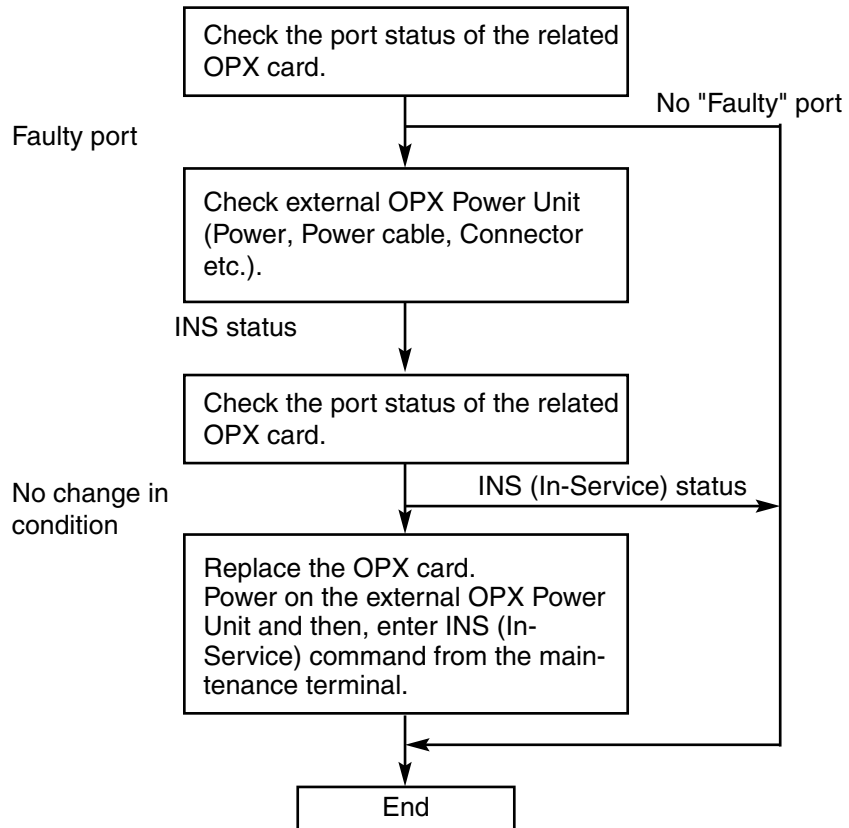 Check the port status of the related
OPX card.
No "Faulty" port
Faulty port
Check external OPX Power Unit
(Power, Power cable, Connector
etc.).
INS status
Check the port status of the related
OPX card.
INS (In-Service) status
No change in
condition
Replace the OPX card.
Power on the external OPX Power
Unit and then, enter INS (In-
Service) command from the main-
tenance terminal.
End